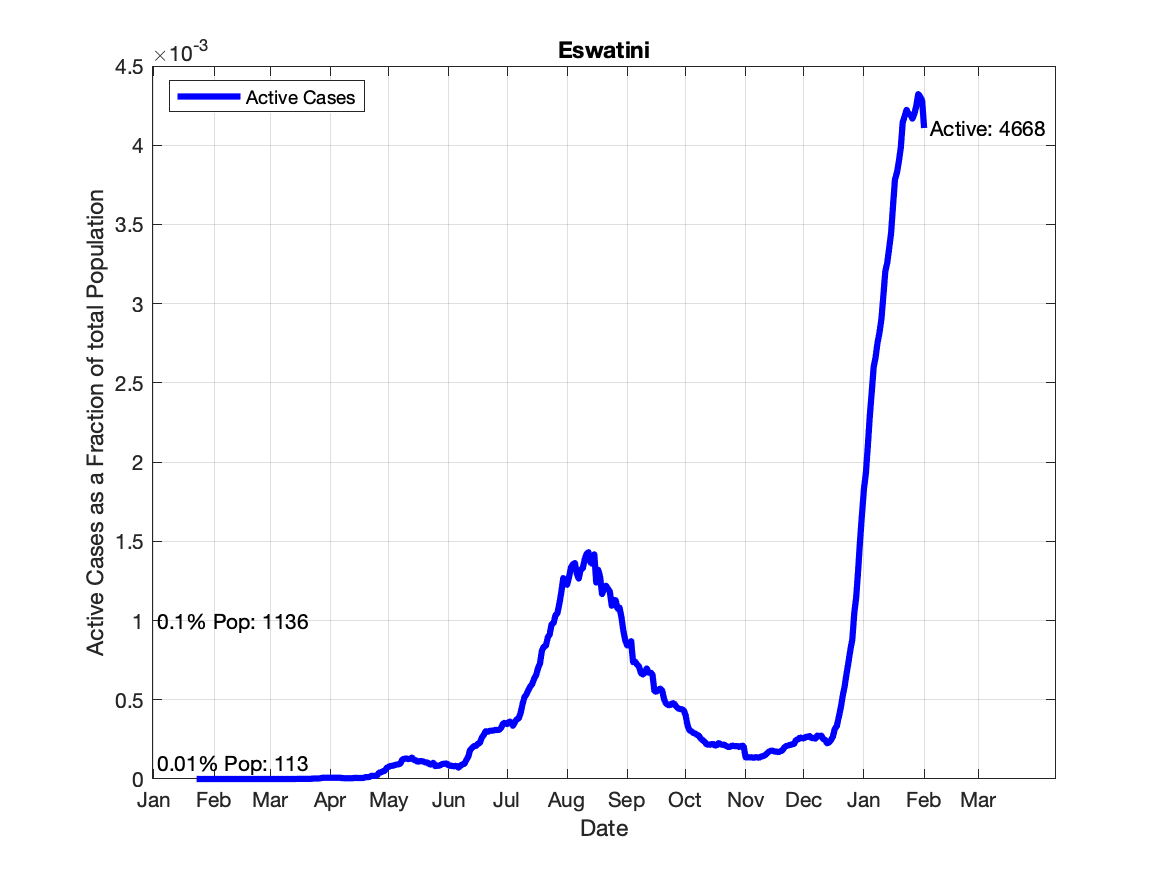 Eswatini
×10-3
4.5
4
3.5
3
2.5
2
1.5
1
0.5
0
Active Cases as a Fraction of total Population
Active Cases
Active: 4668
0.1% Pop: 1136
0.01% Pop: 113
Jan Feb Mar Apr May Jun Jul Aug Sep Oct Nov Dec Jan Feb Mar
Date